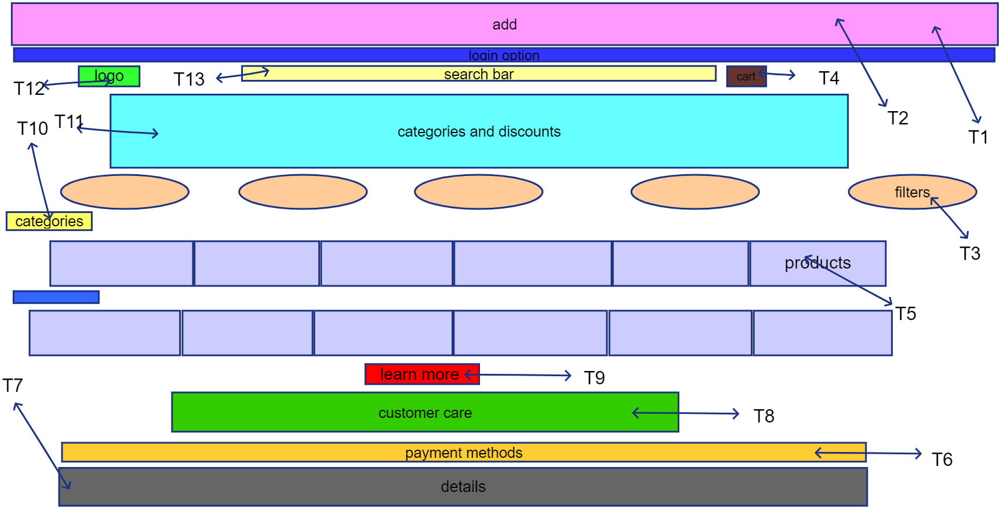 add
login option
logo
search bar
cart
T4
T13
T12
T2
T11
T10
categories and discounts
T1
filters
categories
T3
products
T5
learn more
T9
T7
customer care
T8
payment methods
T6
details